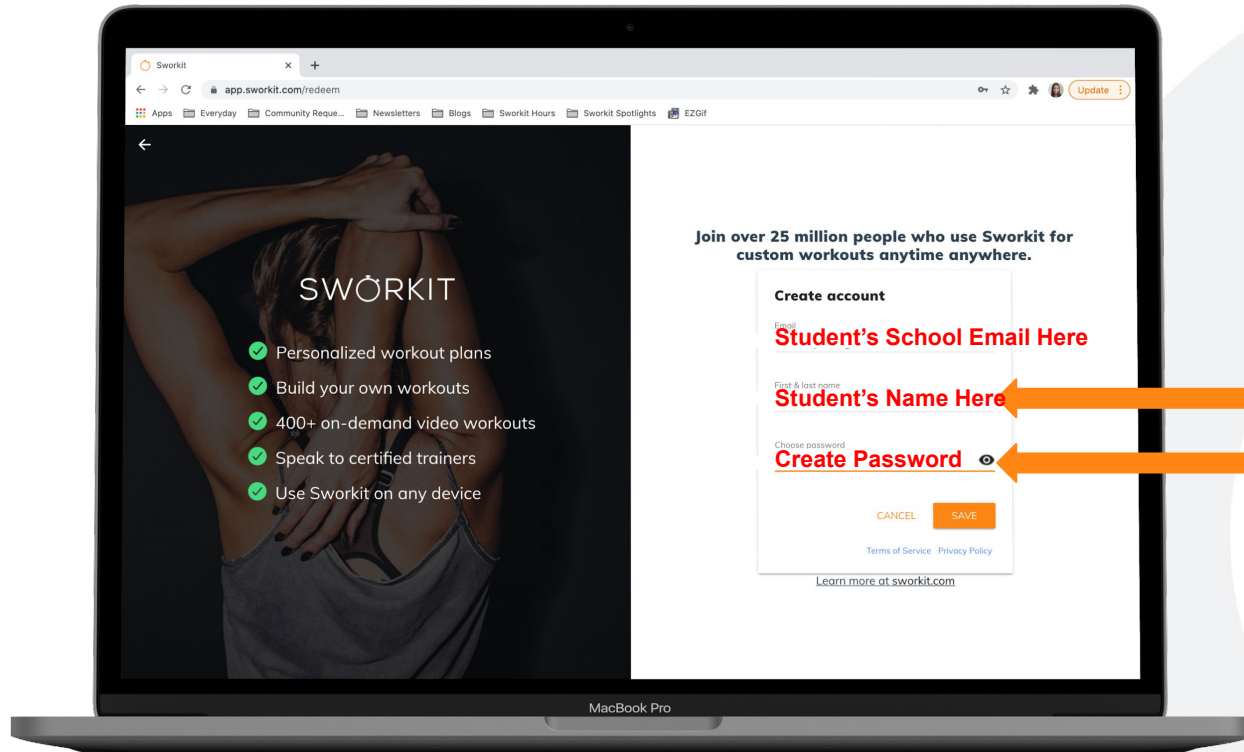 Sworkit
app.sworkit.com/redeem
Update
Apps Everyday Community Reque... Newsletters Blogs Sworkit Hours Sworkit Spotlights EZGif
SWORKIT
Personalized workout plans
Build your own workouts
400+ on-demand video workouts
Speak to certified trainers
Use Sworkit on any device
Join over 25 million people who use Sworkit for
custom workouts anytime anywhere.
Create account
Email
Student's School Email Here
First & last name
Student's Name Here
Choose password
Create Password
CANCEL SAVE
Terms of Service Privacy Policy
Learn more at sworkit.com
MacBook Pro